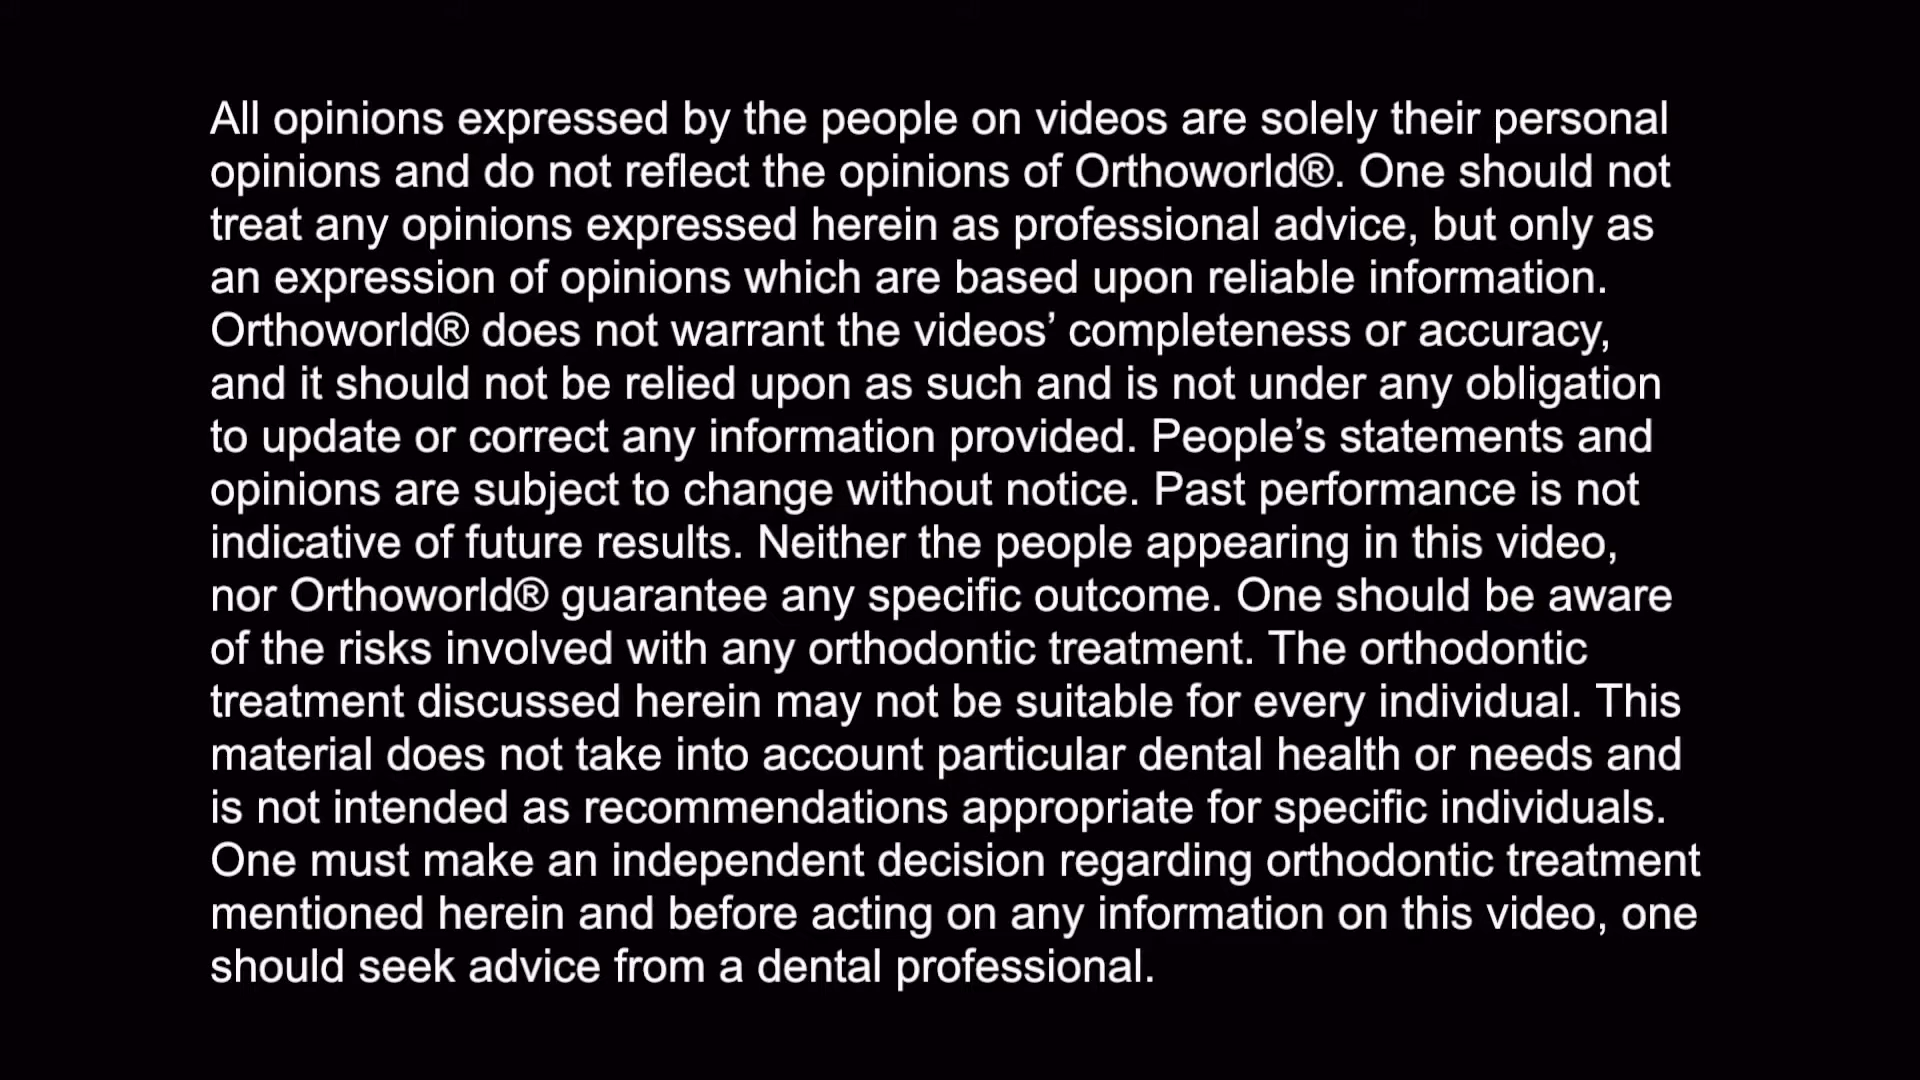 All opinions expressed by the people on videos are solely their personal
opinions and do not reflect the opinions of Orthoworld®. One should not
treat any opinions expressed herein as professional advice, but only as
an expression of opinions which are based upon reliable information.
Orthoworld® does not warrant the videos’ completeness or accuracy,
and it should not be relied upon as such and is not under any obligation
to update or correct any information provided. People’s statements and
opinions are subject to change without notice. Past performance is not
indicative of future results. Neither the people appearing in this video,
nor Orthoworld® guarantee any specific outcome. One should be aware
of the risks involved with any orthodontic treatment. The orthodontic
treatment discussed herein may not be suitable for every individual. This
material does not take into account particular dental health or needs and
is not intended as recommendations appropriate for specific individuals.
One must make an independent decision regarding orthodontic treatment
mentioned herein and before acting on any information on this video, one
should seek advice from a dental professional.